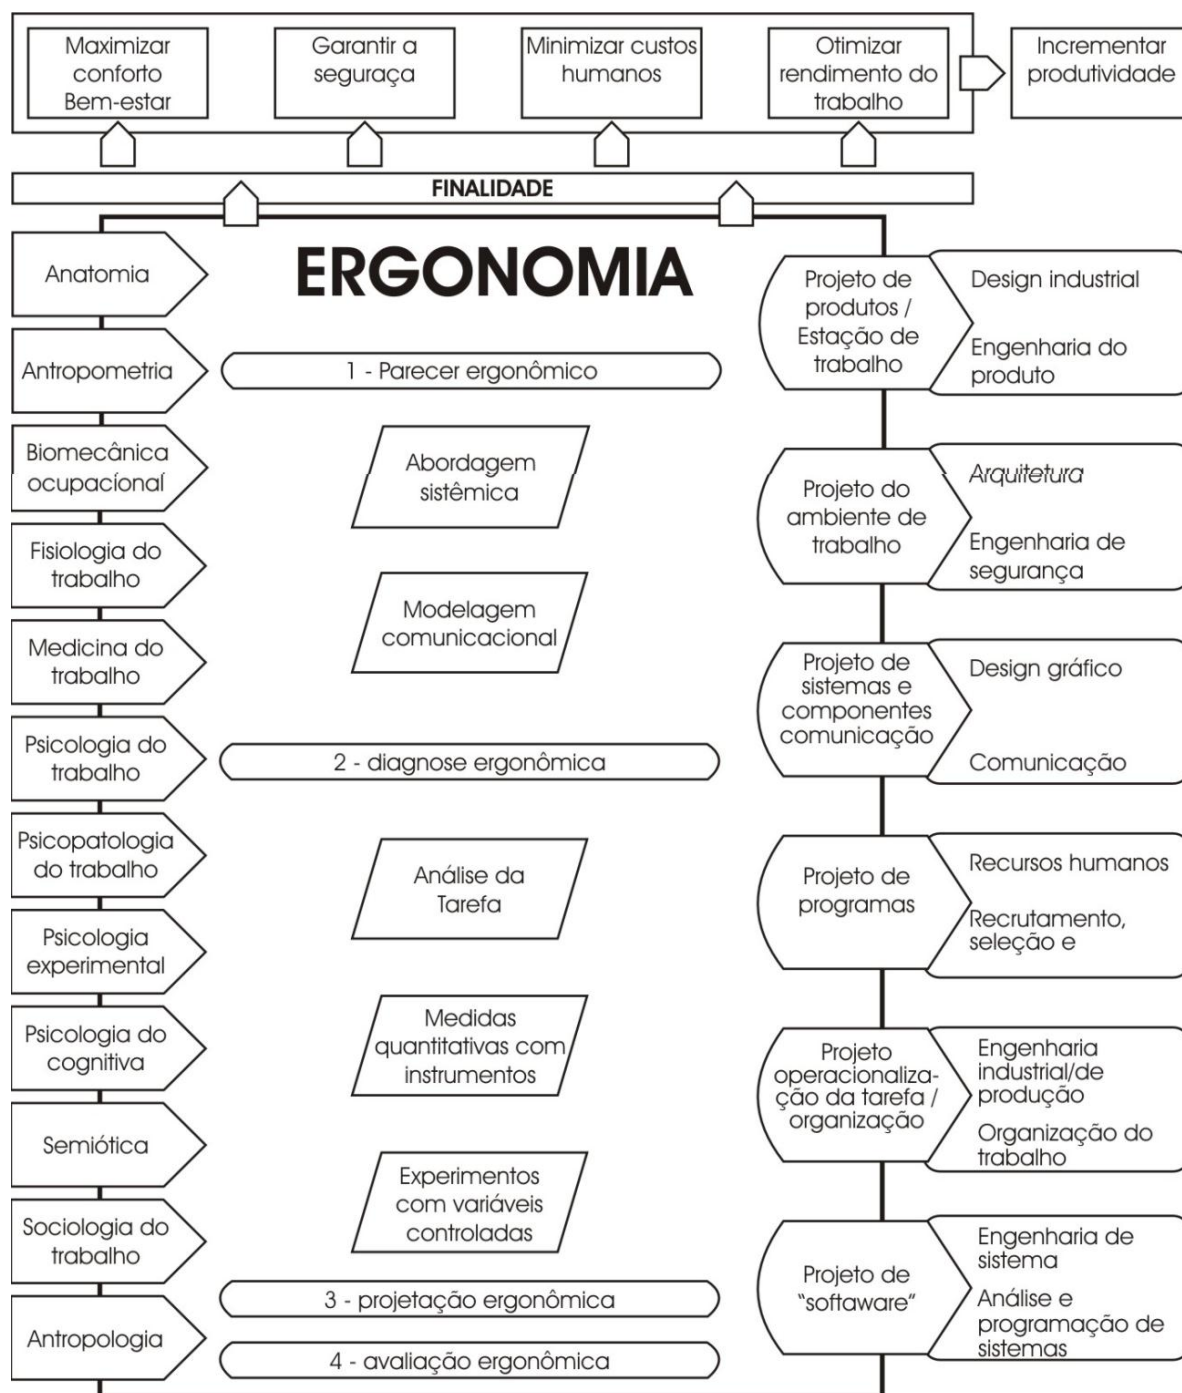 Maximizar
conforto
Bem-estar
Garantir a
seguraça
Minimizar custos
humanos
Otimizar
rendimento do
trabalho
Incrementar
produtividade
FINALIDADE
ERGONOMIA
Anatomia
Antropometria
Biomecânica
ocupacíonal
Fisiologia do
trabalho
Medicina do
trabalho
Psicologia do
trabalho
Psicopatologia
do trabalho
Psicologia
experimental
Psicologia do
cognitiva
Semiótica
Sociologia do
trabalho
Antropologia
1 - Parecer ergonômico
Abordagem
sistêmica
Modelagem
comunicacional
2 - diagnose ergonômica
Análise da
Tarefa
Medidas
quantitativas com
instrumentos
Experimentos
com variáveis
controladas
3 - projetação ergonômica
4 - avaliação ergonômica
Projeto de
produtos /
Estação de
trabalho
Design industrial
Engenharia do
produto
Projeto do
ambiente de
trabalho
Arquitetura
Engenharia de
segurança
Projeto de
sistemas e
componentes
comunicação
Design gráfico
Comunicação
Projeto de
programas
Recursos humanos
Recrutamento,
seleção e
Projeto
operacionaliza-
ção da tarefa /
organização
Engenharia
industrial/de
produção
Organização do
trabalho
Projeto de
"softaware"
Engenharia de
sistema
Análise e
programação de
sistemas